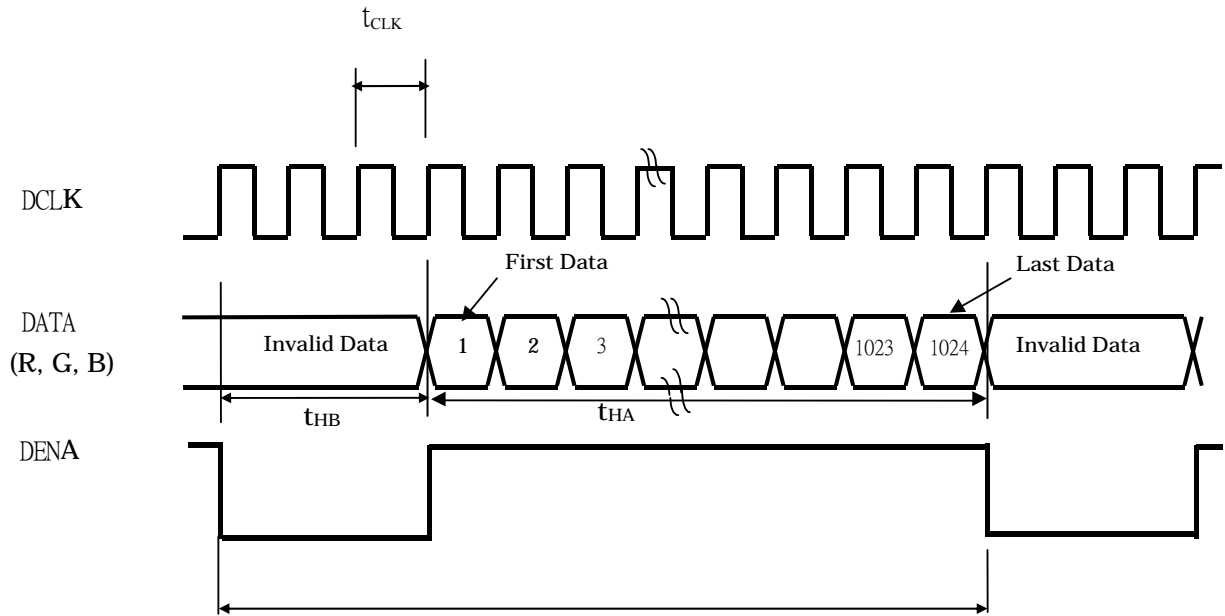 tCLK
DCLK
First Data
Last Data
DATA
(R, G, B)
Invalid Data
1
2
3
1023
1024
Invalid Data
tHB
tHA
DENA